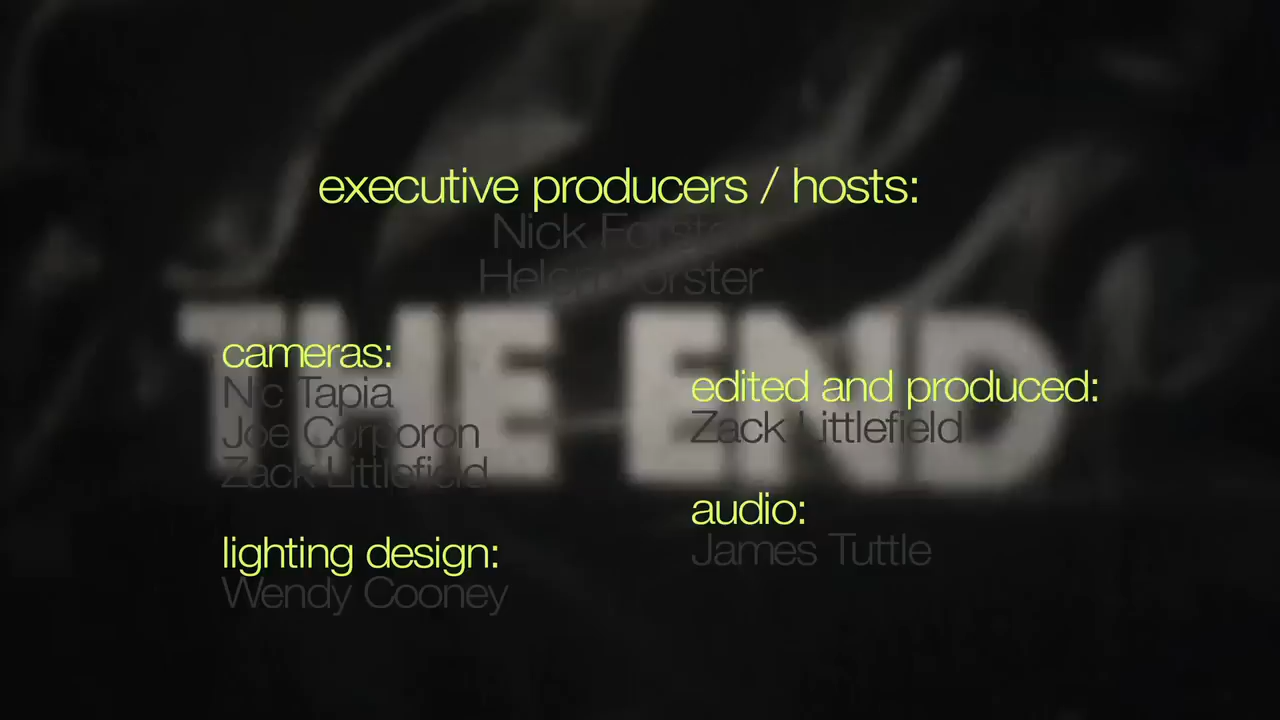 executive producers / hosts:
Nick Forster
Helen Forster
THE END
cameras:
Nic Tapia
Joe Corporon
Zack Littlefield
edited and produced:
Zack Littlefield
audio:
James Tuttle
lighting design:
Wendy Cooney